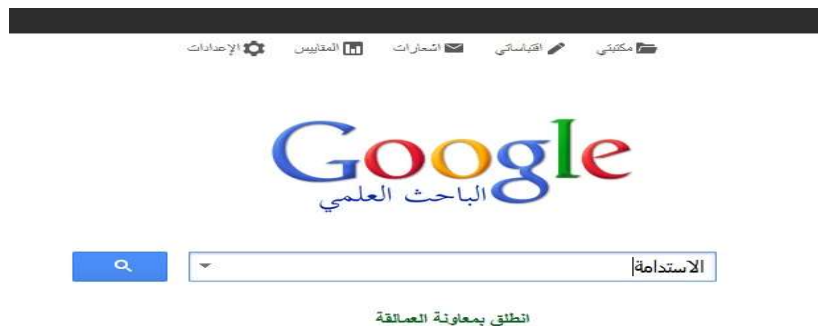 مكتبتي اقتباساتي اشعارات المقاييس الإعدادات
Google
الباحث العلمي
الاستدامة
انطلق بمعاونة العمالقة